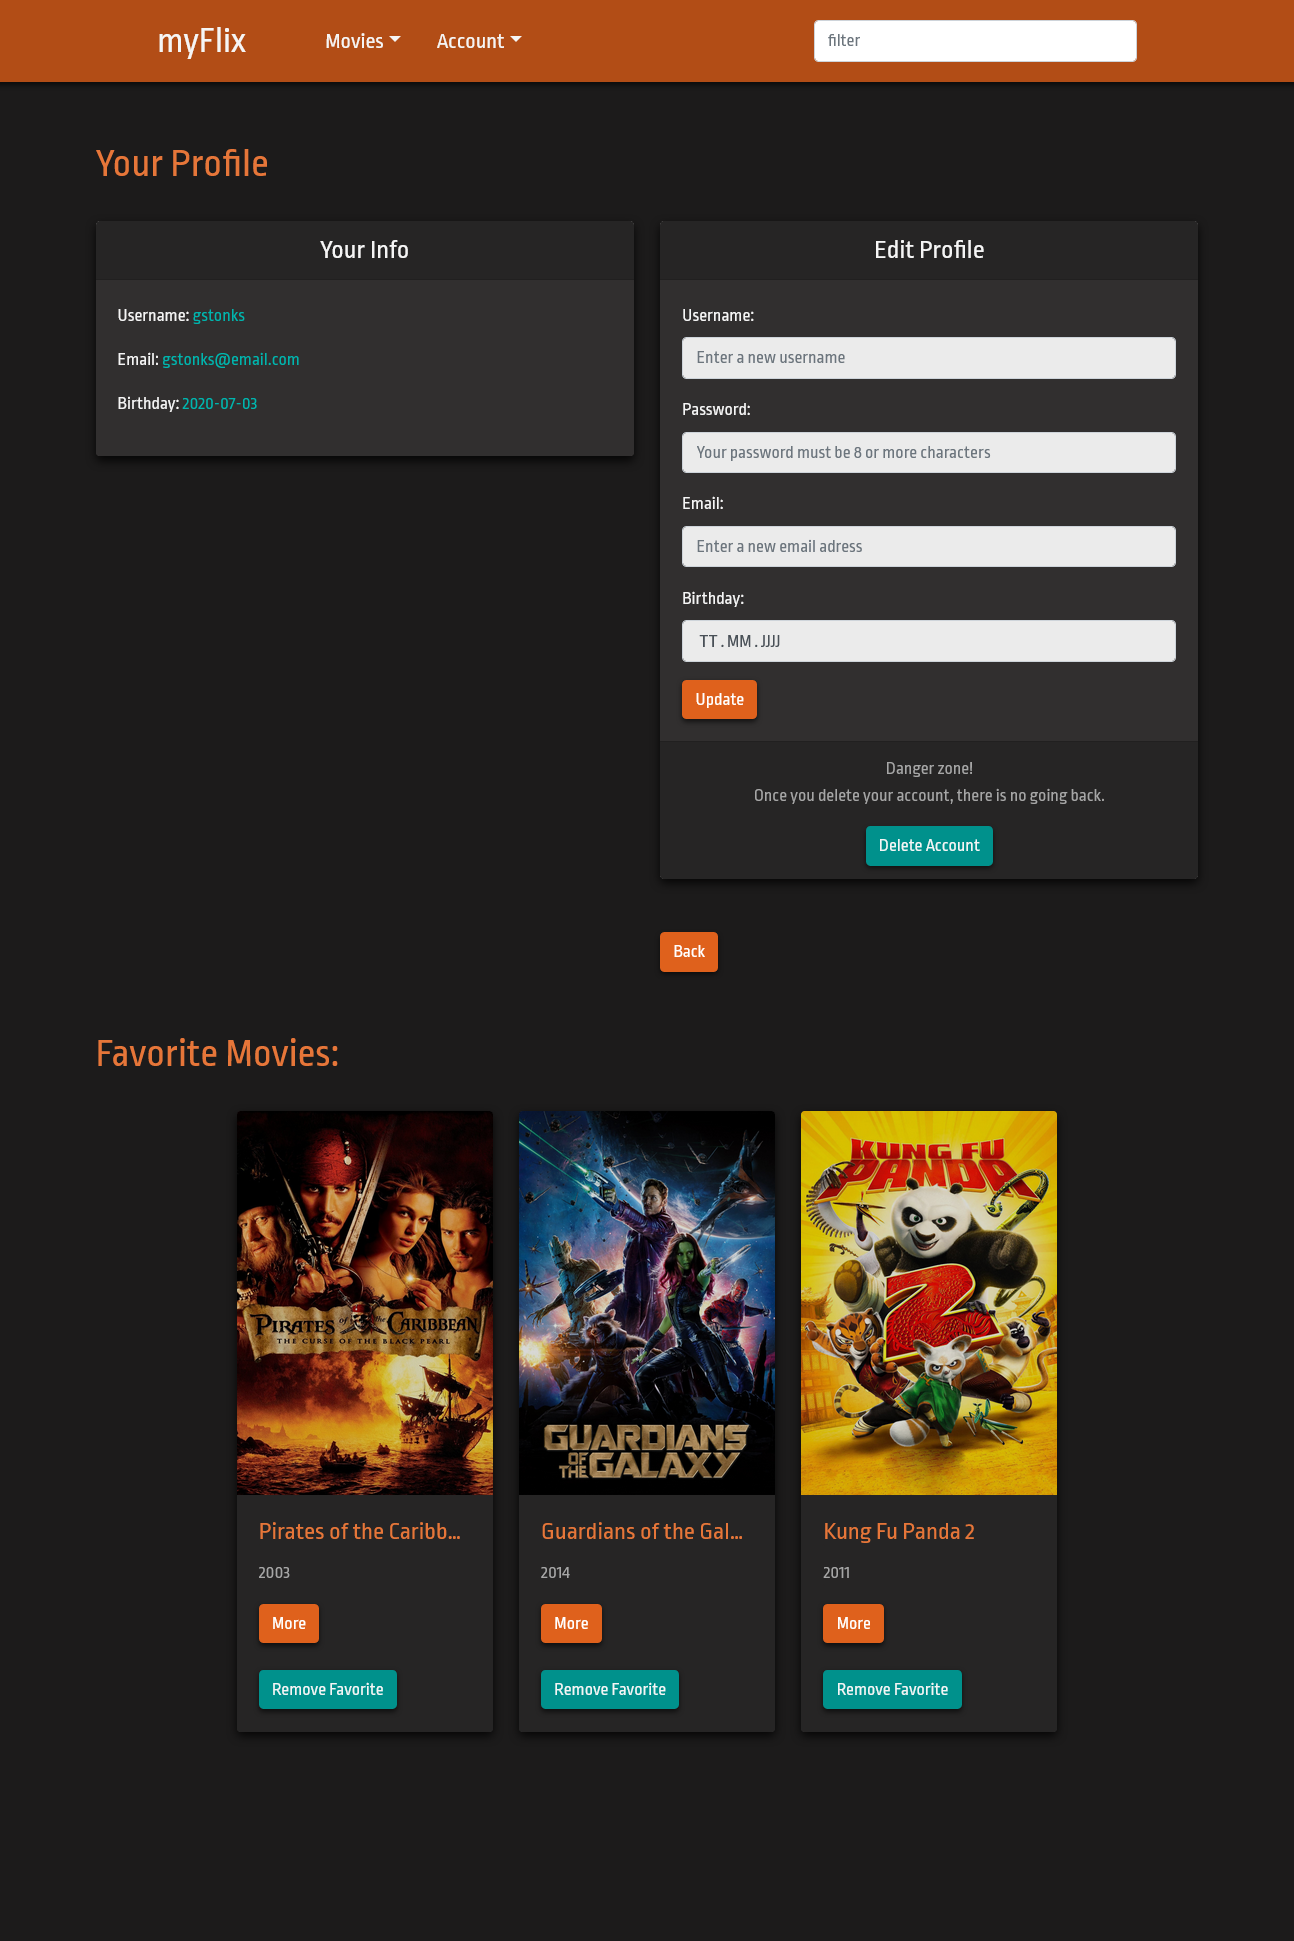 myFlix
Movies
Account
filter
Your Profile
Your Info
Username: gstonks
Email: gstonks@email.com
Birthday: 2020-07-03
Edit Profile
Username:
Enter a new username
Password:
Your password must be 8 or more characters
Email:
Enter a new email adress
Birthday:
TT . MM . JJJJ
Update
Danger zone!
Once you delete your account, there is no going back.
Delete Account
Back
Favorite Movies:
PIRATES of the CARIBBEAN
THE CURSE OF THE BLACK PEARL
Pirates of the Caribb...
2003
More
Remove Favorite
GUARDIANS
OF THE GALAXY
Guardians of the Gal...
2014
More
Remove Favorite
KUNG FU
PANDA
2
Kung Fu Panda 2
2011
More
Remove Favorite